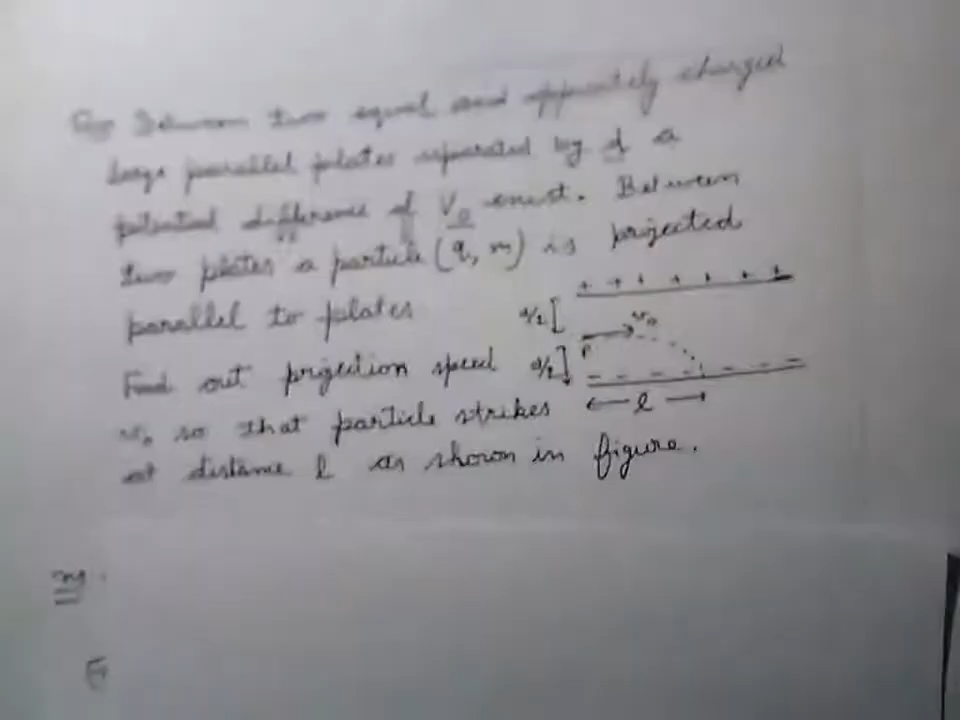 Between two equal and oppositely charged
large parallel plates separated by d a
potential difference of V₀ exist. Between
two plates a particle (q, m) is projected
parallel to plates
+ + + + + + +
d/2
v₀
P
Find out projection speed
d/2
- - - - - -
v₀ so that particle strikes
l
at distance l as shown in figure.